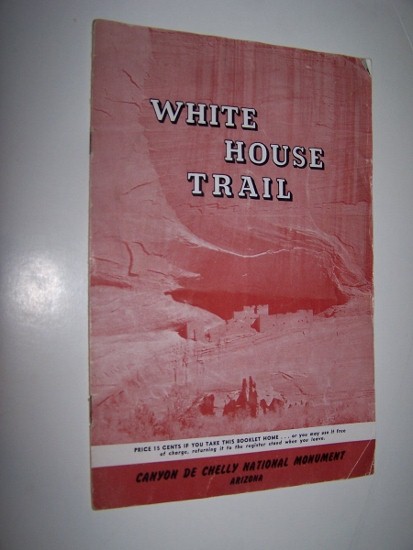 WHITE
HOUSE
TRAIL
PRICE 15 CENTS IF YOU TAKE THIS BOOKLET HOME . . . or you may use it free
of charge, returning it to the register stand when you leave.
CANYON DE CHELLY NATIONAL MONUMENT
ARIZONA